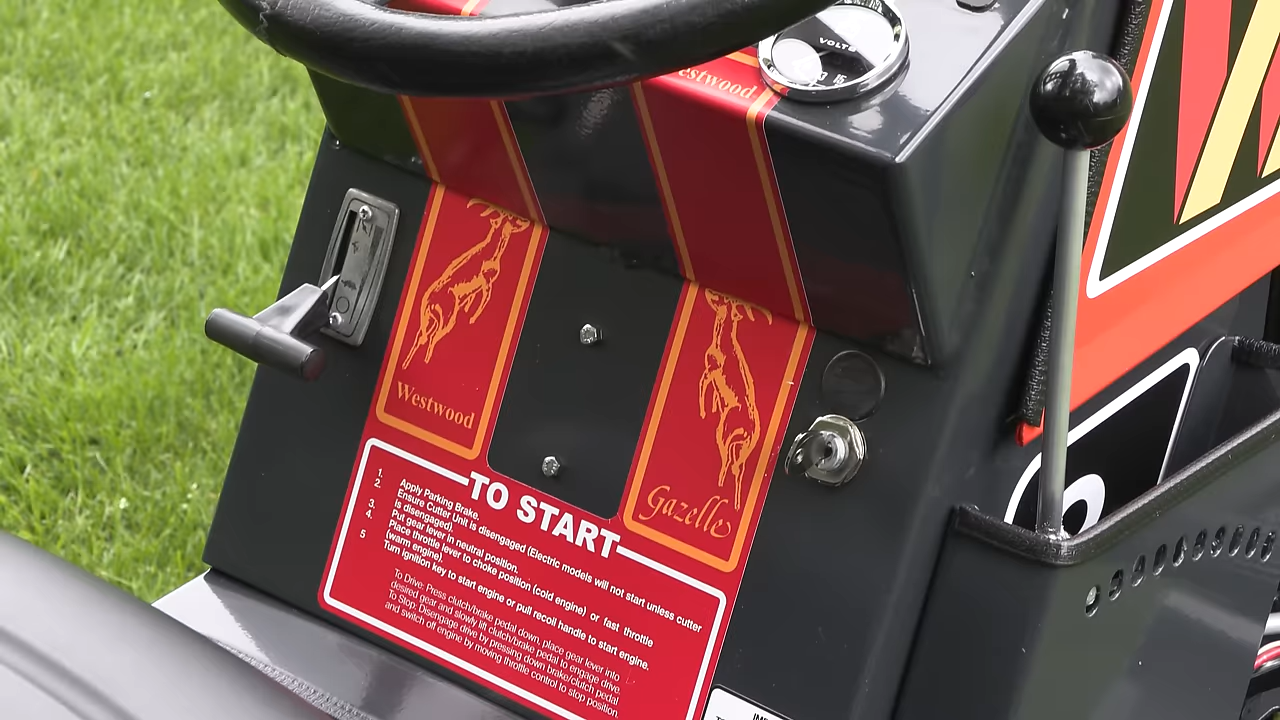 VOLTS
Westwood
15
Westwood
Gazelle
TO START
1. Apply Parking Brake.
2. Ensure Cutter Unit is disengaged (Electric models will not start unless cutter
is disengaged).
3. Put gear lever in neutral position.
4. Place throttle lever to choke position (cold engine) or fast throttle
(warm engine).
5 Turn ignition key to start engine or pull recoil handle to start engine.
To Drive: Press clutch/brake pedal down, place gear lever into
desired gear and slowly lift clutch/brake pedal to engage drive.
To Stop: Disengage drive by pressing down brake/clutch pedal
and switch off engine by moving throttle control to stop position.